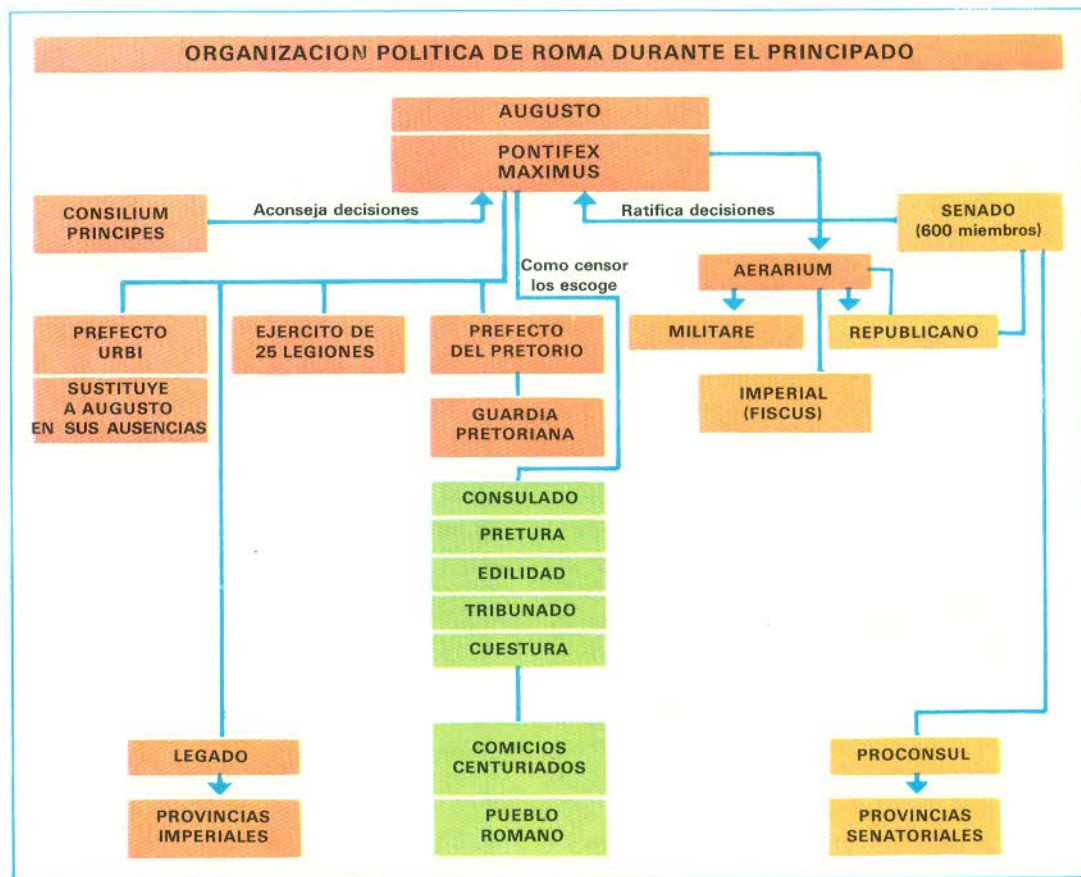 ORGANIZACION POLITICA DE ROMA DURANTE EL PRINCIPADO
AUGUSTO
PONTIFEX
MAXIMUS
CONSILIUM
PRINCIPES
Aconseja decisiones
Ratifica decisiones
SENADO
(600 miembros)
Como censor
los escoge
AERARIUM
PREFECTO
URBI
EJERCITO DE
25 LEGIONES
PREFECTO
DEL PRETORIO
MILITARE
REPUBLICANO
SUSTITUYE
A AUGUSTO
EN SUS AUSENCIAS
GUARDIA
PRETORIANA
IMPERIAL
(FISCUS)
CONSULADO
PRETURA
EDILIDAD
TRIBUNADO
CUESTURA
LEGADO
COMICIOS
CENTURIADOS
PROCONSUL
PROVINCIAS
IMPERIALES
PUEBLO
ROMANO
PROVINCIAS
SENATORIALES